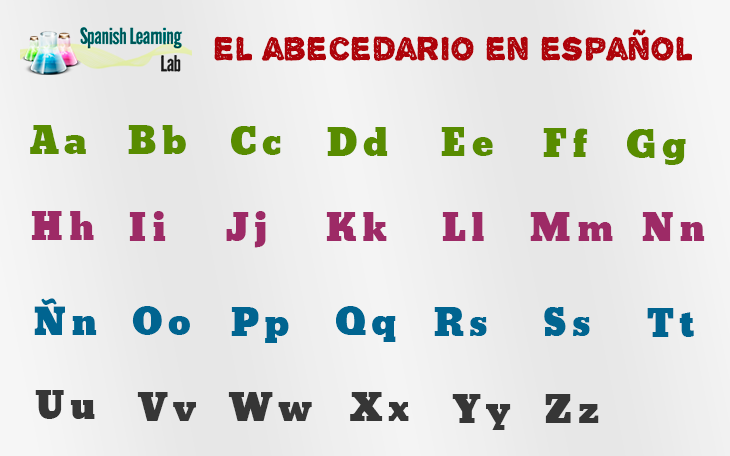 Spanish Learning
Lab
EL ABECEDARIO EN ESPAÑOL
Aa Bb Cc Dd Ee Ff Gg
Hh Ii Jj Kk Ll Mm Nn
Ñn Oo Pp Qq Rs Ss Tt
Uu Vv Ww Xx Yy Zz